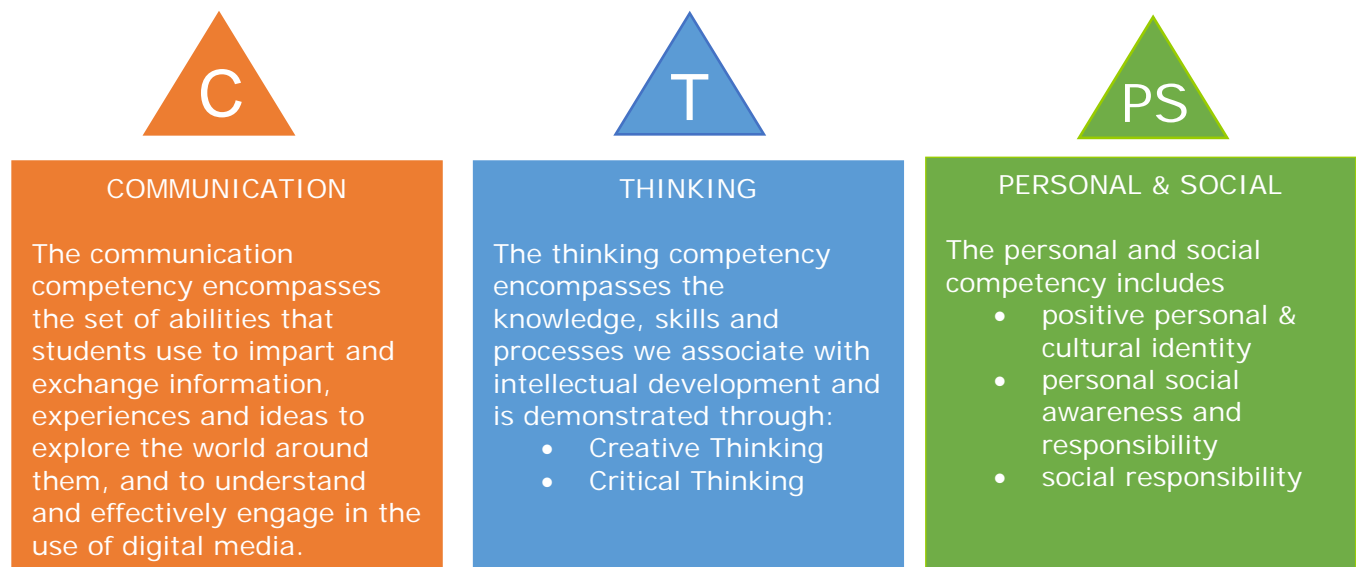 C
COMMUNICATION
The communication
competency encompasses
the set of abilities that
students use to impart and
exchange information,
experiences and ideas to
explore the world around
them, and to understand
and effectively engage in the
use of digital media.
T
THINKING
The thinking competency
encompasses the
knowledge, skills and
processes we associate with
intellectual development and
is demonstrated through:
• Creative Thinking
• Critical Thinking
PS
PERSONAL & SOCIAL
The personal and social
competency includes
• positive personal &
cultural identity
• personal social
awareness and
responsibility
• social responsibility